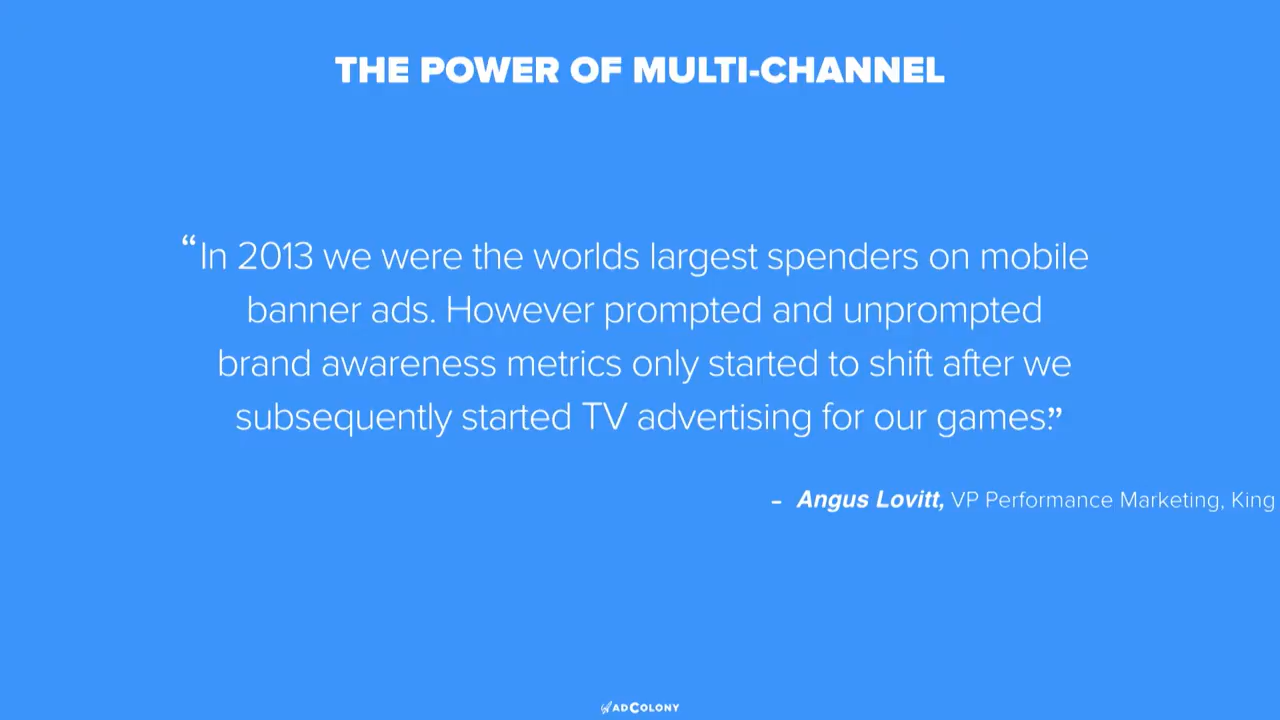 THE POWER OF MULTI-CHANNEL
“In 2013 we were the worlds largest spenders on mobile
banner ads. However prompted and unprompted
brand awareness metrics only started to shift after we
subsequently started TV advertising for our games.”
– Angus Lovitt, VP Performance Marketing, King
ADCOLONY